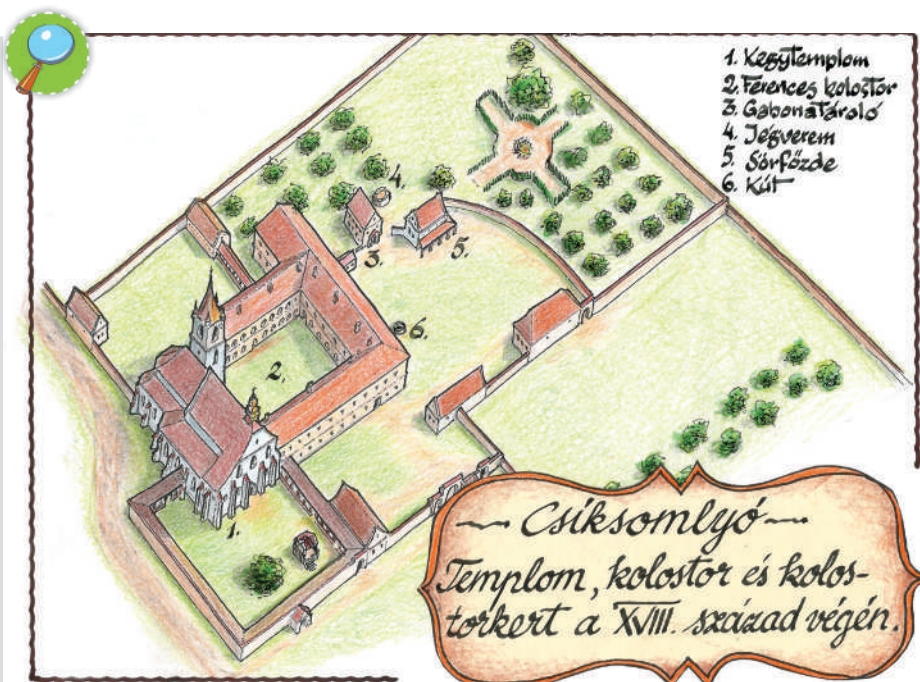 1. Kegytemplom
2. Ferences kolostor
3. Gabonatároló
4. Jégverem
5. Sörfőzde
6. Kút
4.
3.
5.
6.
2.
1.
— Csíksomlyó —
Templom, kolostor és kolos-
torkert a XVIII. század végén.